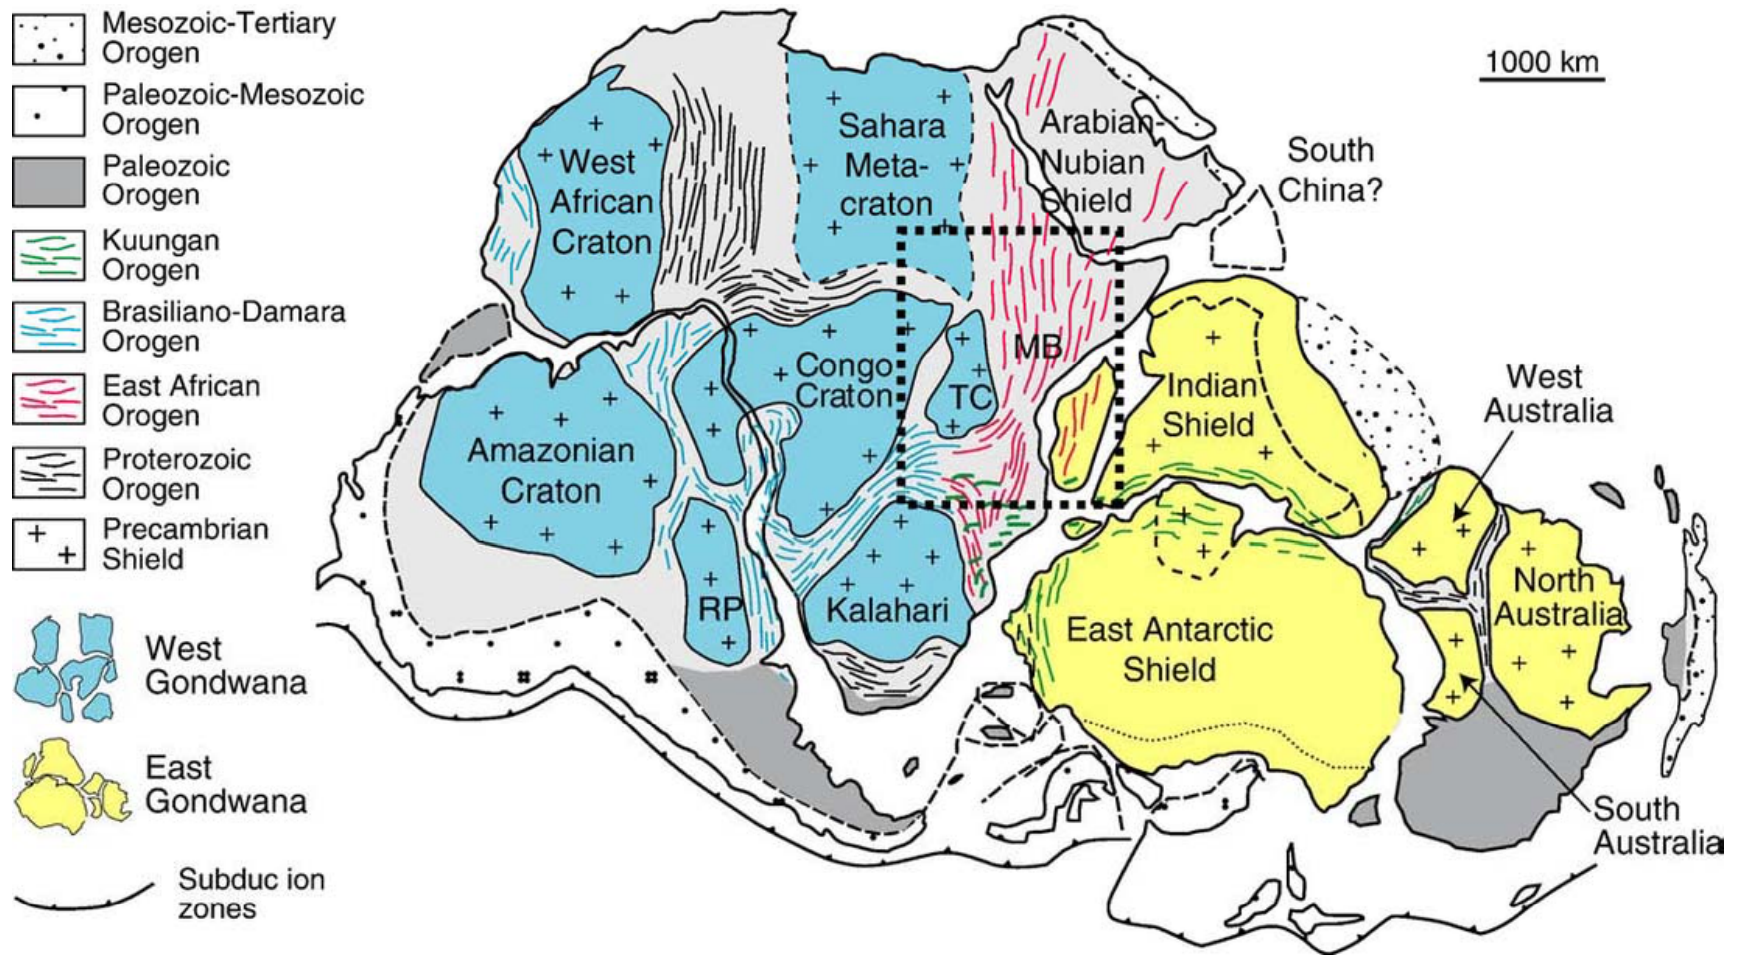 Mesozoic-Tertiary
Orogen
Paleozoic-Mesozoic
Orogen
Paleozoic
Orogen
Kuungan
Orogen
Brasiliano-Damara
Orogen
East African
Orogen
Proterozoic
Orogen
Precambrian
Shield
West
Gondwana
East
Gondwana
Subduc ion
zones
1000 km
West
African
Craton
Sahara
Meta-
craton
Arabian-
Nubian
Shield
South
China?
Congo
Craton
TC
MB
Indian
Shield
West
Australia
Amazonian
Craton
RP
Kalahari
East Antarctic
Shield
North
Australia
South
Australia